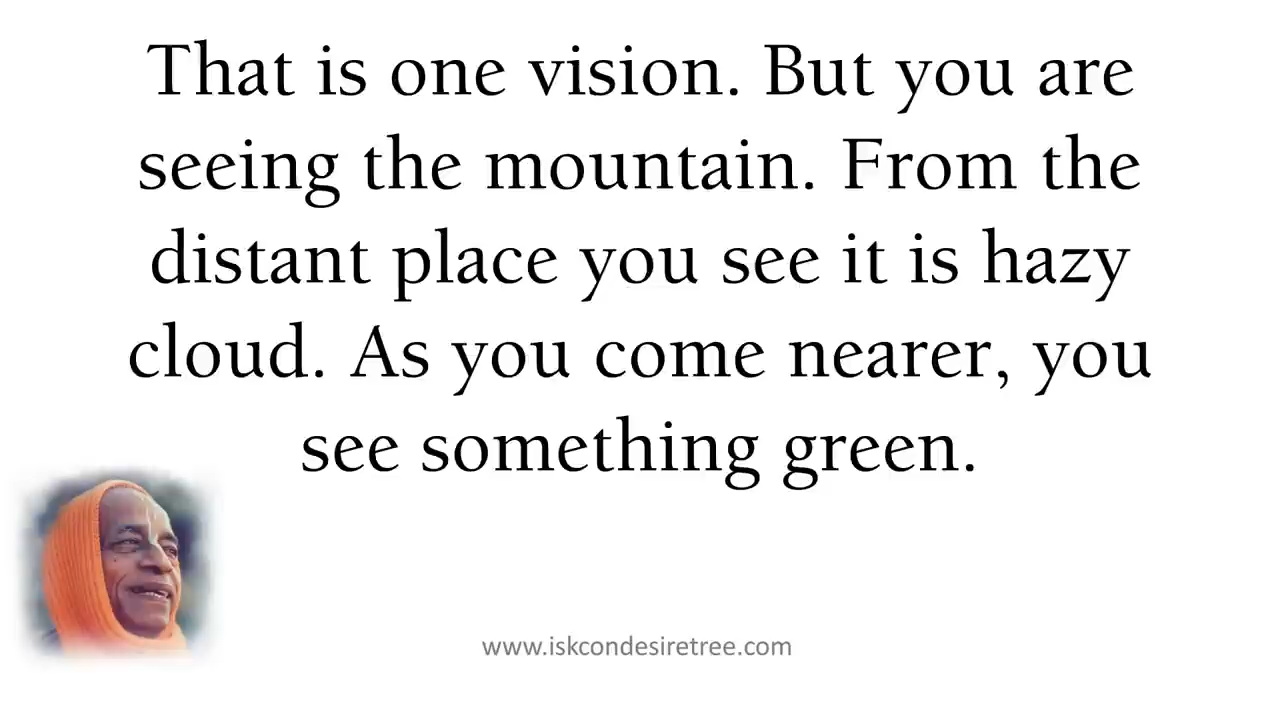 That is one vision. But you are
seeing the mountain. From the
distant place you see it is hazy
cloud. As you come nearer, you
see something green.
www.iskcondesiretree.com